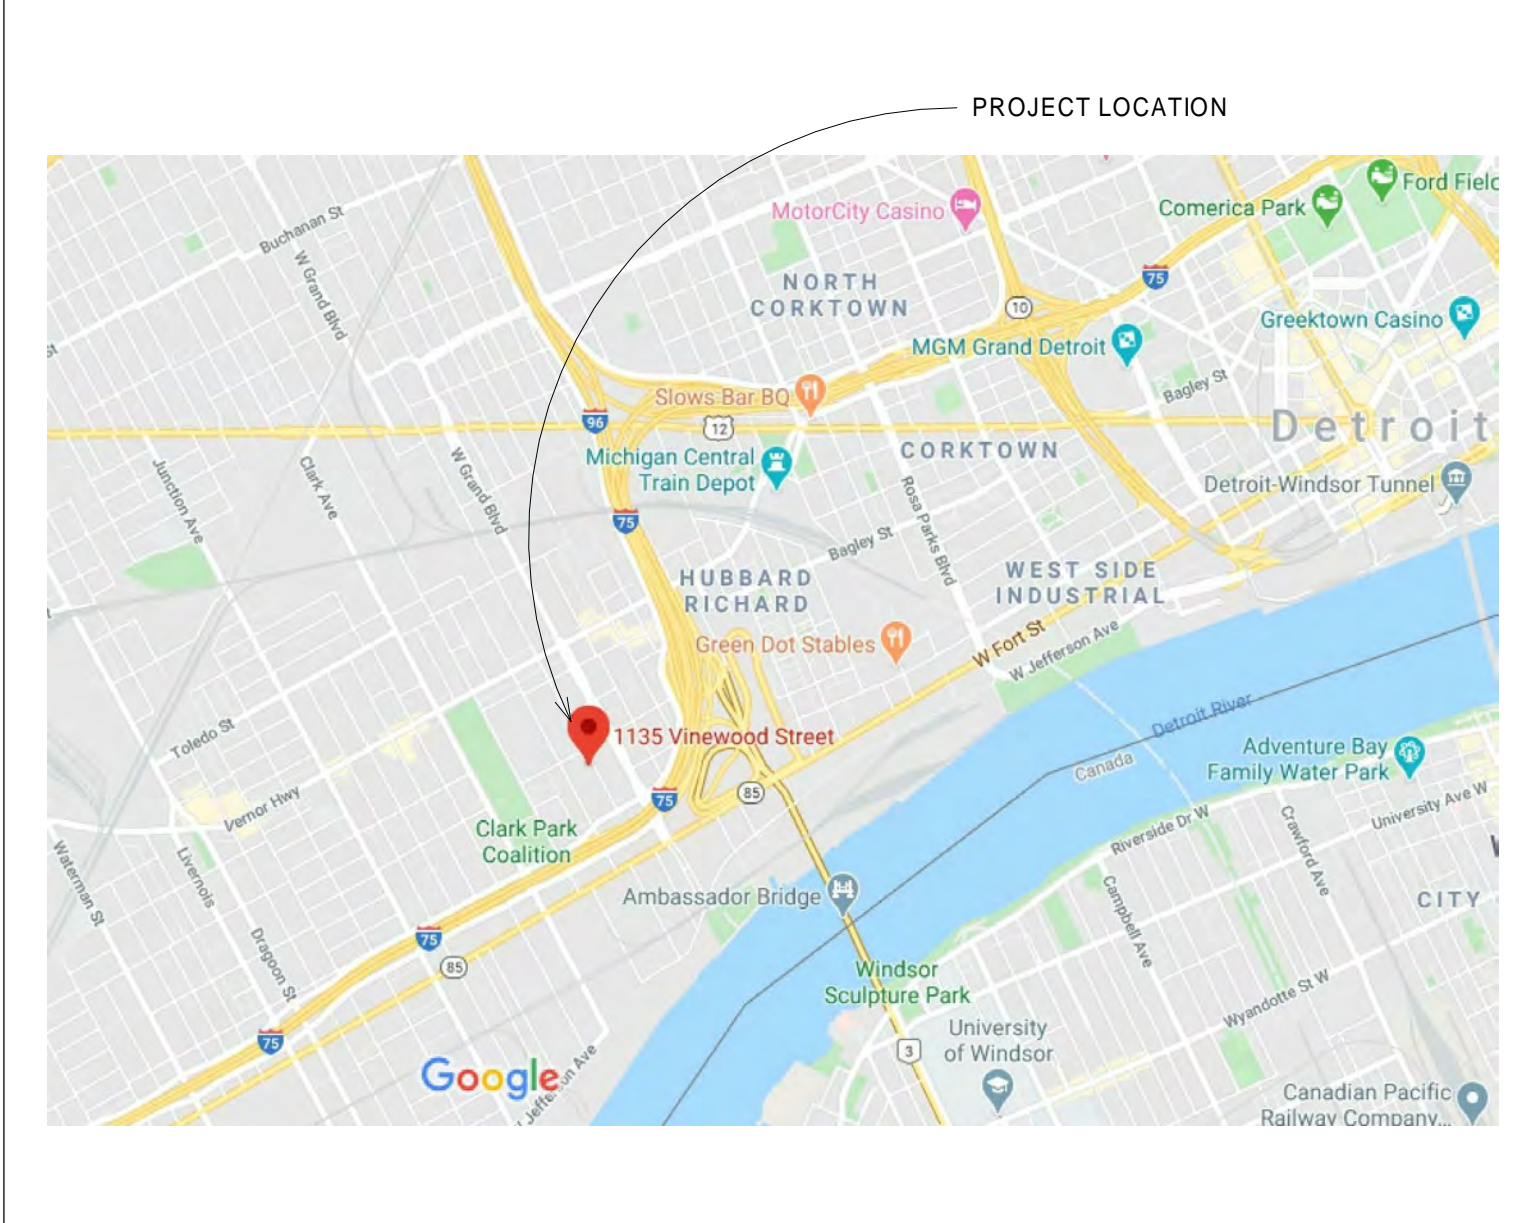 PROJECT LOCATION
MotorCity Casino
Comerica Park
Ford Field
Buchanan St
W Grand Blvd
NORTH
CORKTOWN
75
10
Greektown Casino
MGM Grand Detroit
Bagley St
Slows Bar BQ
96
12
Detroit
CORKTOWN
Michigan Central
Train Depot
Junction Ave
Clark Ave
W Grand Blvd
Rosa Parks Blvd
Detroit-Windsor Tunnel
75
Bagley St
HUBBARD
RICHARD
WEST SIDE
INDUSTRIAL
Green Dot Stables
W Fort St
W Jefferson Ave
Detroit River
Toledo St
1135 Vinewood Street
Canada
Adventure Bay
Family Water Park
75
85
Vernor Hwy
University Ave W
Riverside Dr W
Crawford Ave
Clark Park
Coalition
Waterman St
Livernois
Ambassador Bridge
Campbell Ave
CITY
75
85
Dragoon St
Windsor
Sculpture Park
Wyandotte St W
75
3
University
of Windsor
Google
Canadian Pacific
Railway Company...